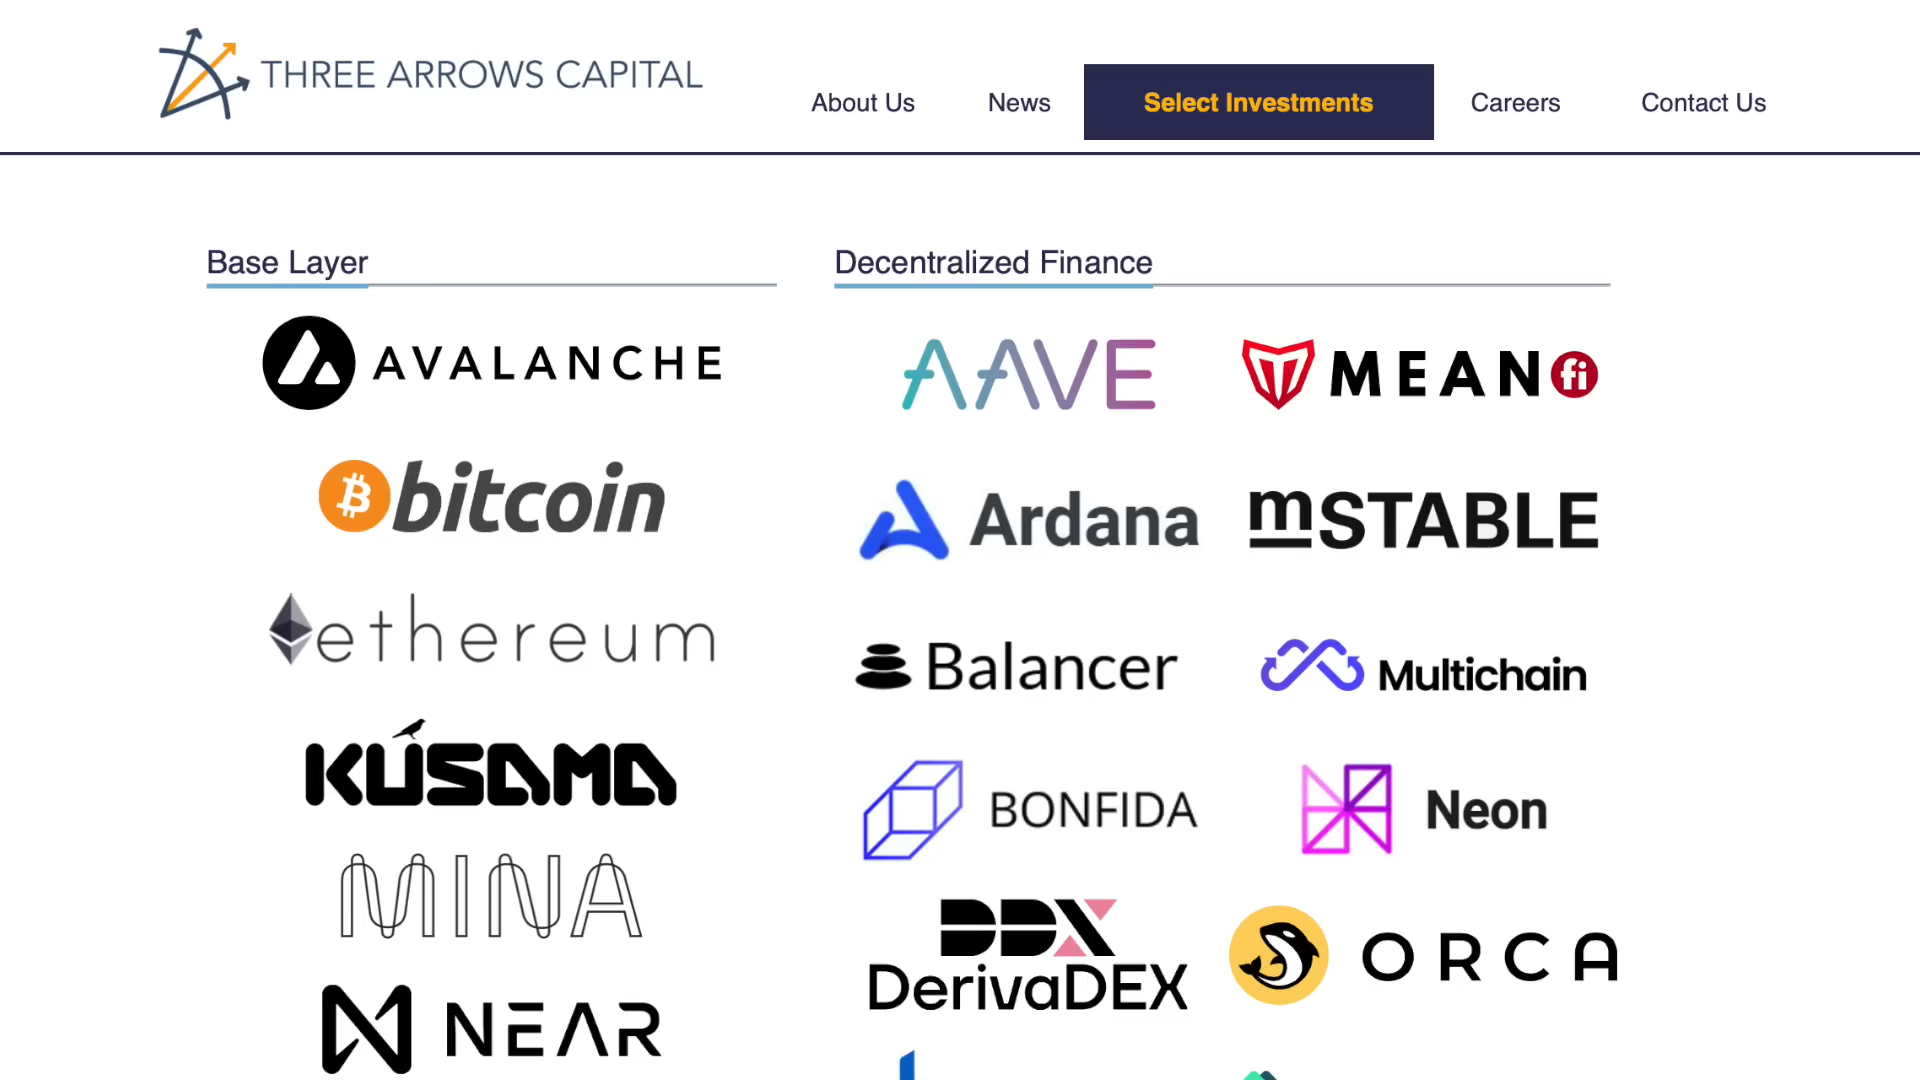 THREE ARROWS CAPITAL
About Us
News
Select Investments
Careers
Contact Us
Base Layer
AVALANCHE
bitcoin
ethereum
KUSAMA
MINA
NEAR
Decentralized Finance
AAVE
MEAN fi
Ardana
mSTABLE
Balancer
Multichain
BONFIDA
Neon
DDX
DerivaDEX
ORCA